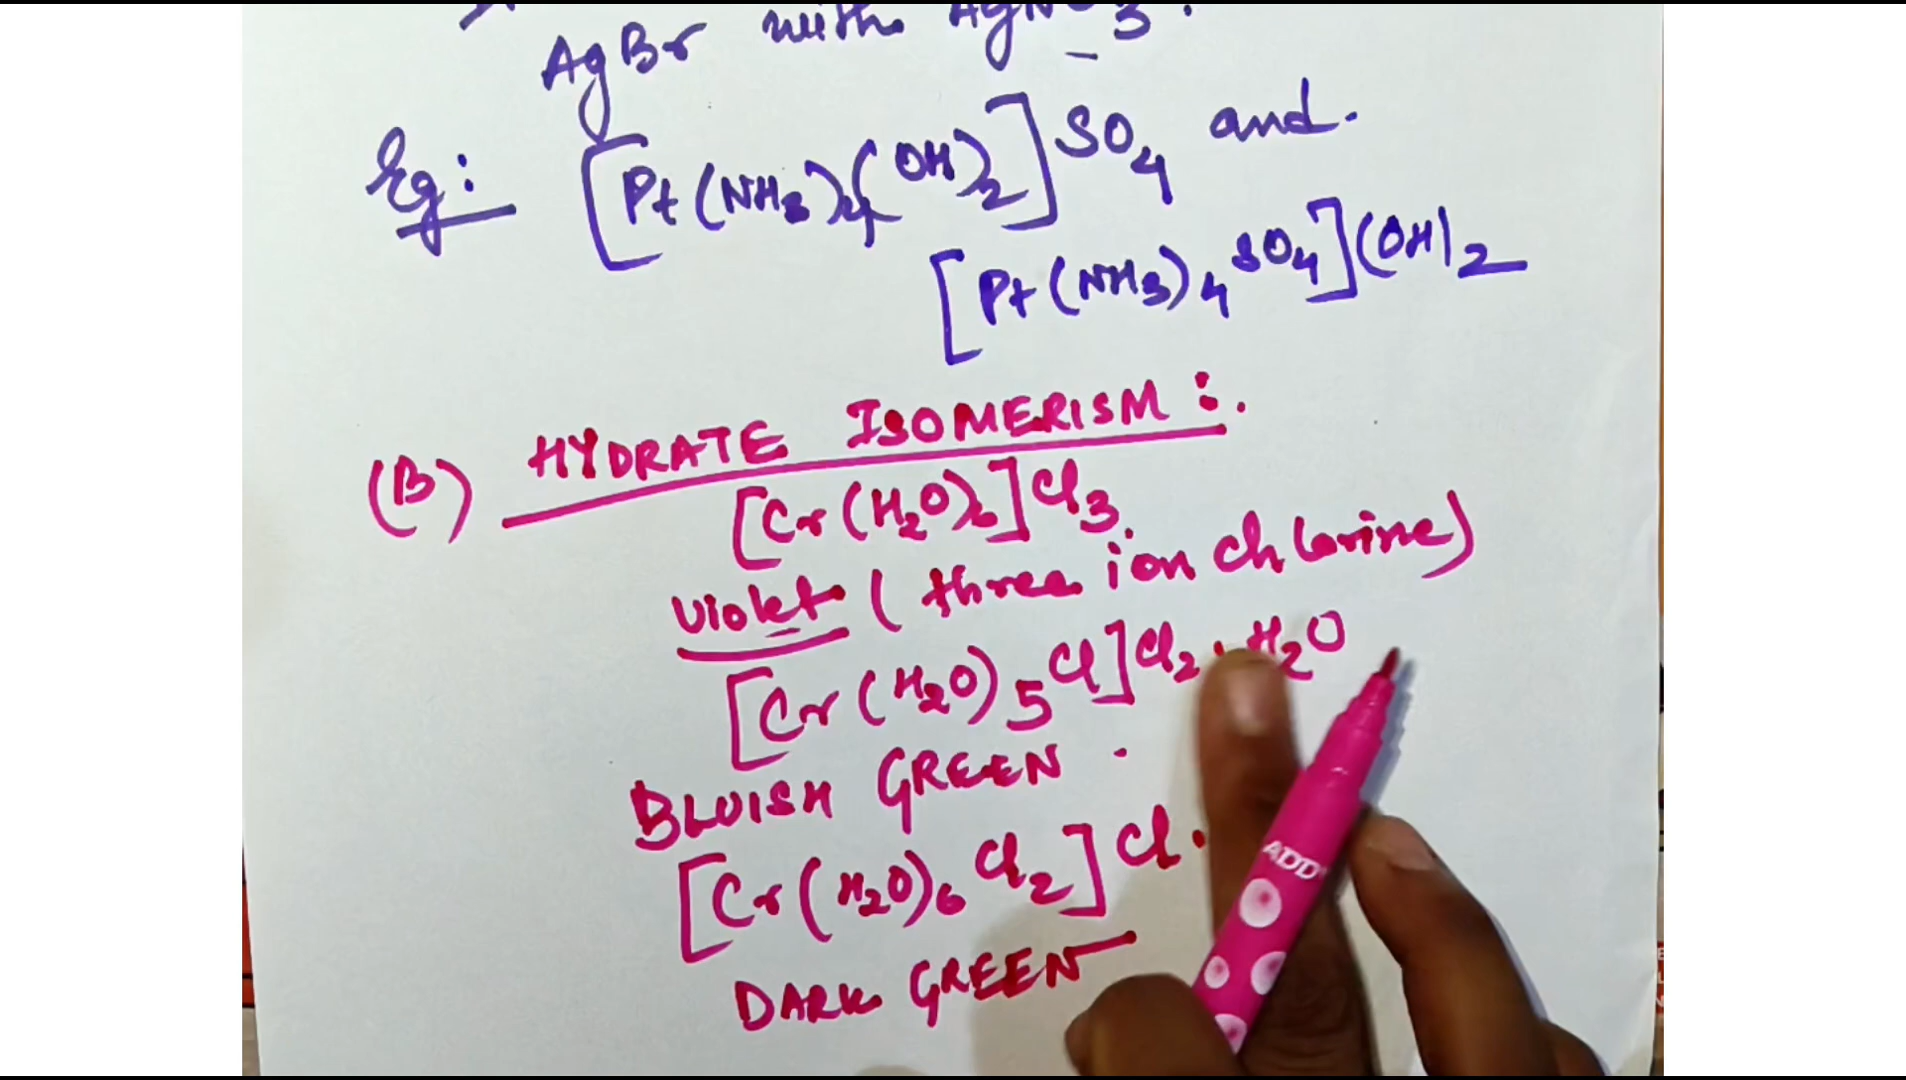 AgBr with AgNO3.
Eg: [Pt(NH3)4(OH)2]SO4 and.
[Pt(NH3)4SO4](OH)2
(B) HYDRATE ISOMERISM:.
[Cr(H2O)6]Cl3.
Violet (three ion chlorine)
[Cr(H2O)5Cl]Cl2.H2O
BLUISH GREEN.
[Cr(H2O)6Cl2]Cl.
DARK GREEN
ADD